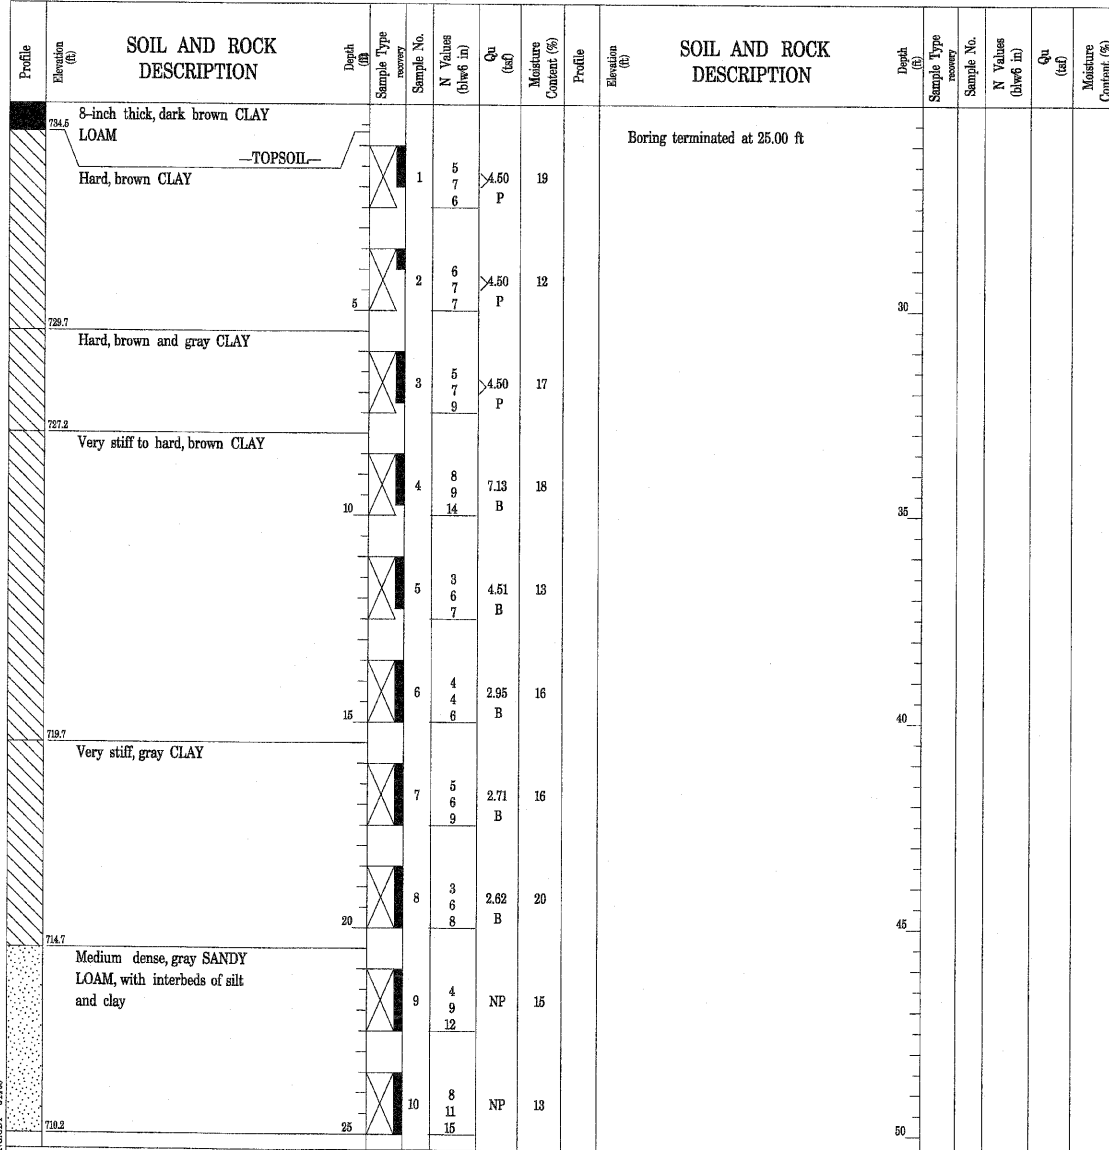 Profile
Elevation (ft)
SOIL AND ROCK
DESCRIPTION
Depth (ft)
Sample Type
recovery
Sample No.
N Values
(blw/6 in)
Qu
(tsf)
Moisture
Content (%)
Profile
Elevation
(ft)
SOIL AND ROCK
DESCRIPTION
Depth
(ft)
Sample Type
recovery
Sample No.
N Values
(blw/6 in)
Qu
(tsf)
Moisture
Content (%)
8-inch thick, dark brown CLAY
734.5
LOAM
—TOPSOIL—
Hard, brown CLAY
1
5
7
6
>4.50
P
19
2
6
7
7
>4.50
P
12
5
729.7
Hard, brown and gray CLAY
3
5
7
9
>4.50
P
17
727.2
Very stiff to hard, brown CLAY
4
8
9
14
7.13
B
18
10
5
3
6
7
4.51
B
13
6
4
4
6
2.95
B
16
15
719.7
Very stiff, gray CLAY
7
5
6
9
2.71
B
16
8
3
6
8
2.62
B
20
20
714.7
Medium dense, gray SANDY
LOAM, with interbeds of silt
and clay
9
4
9
12
NP
15
10
8
11
15
NP
13
710.2
25
Boring terminated at 25.00 ft
30
35
40
45
50